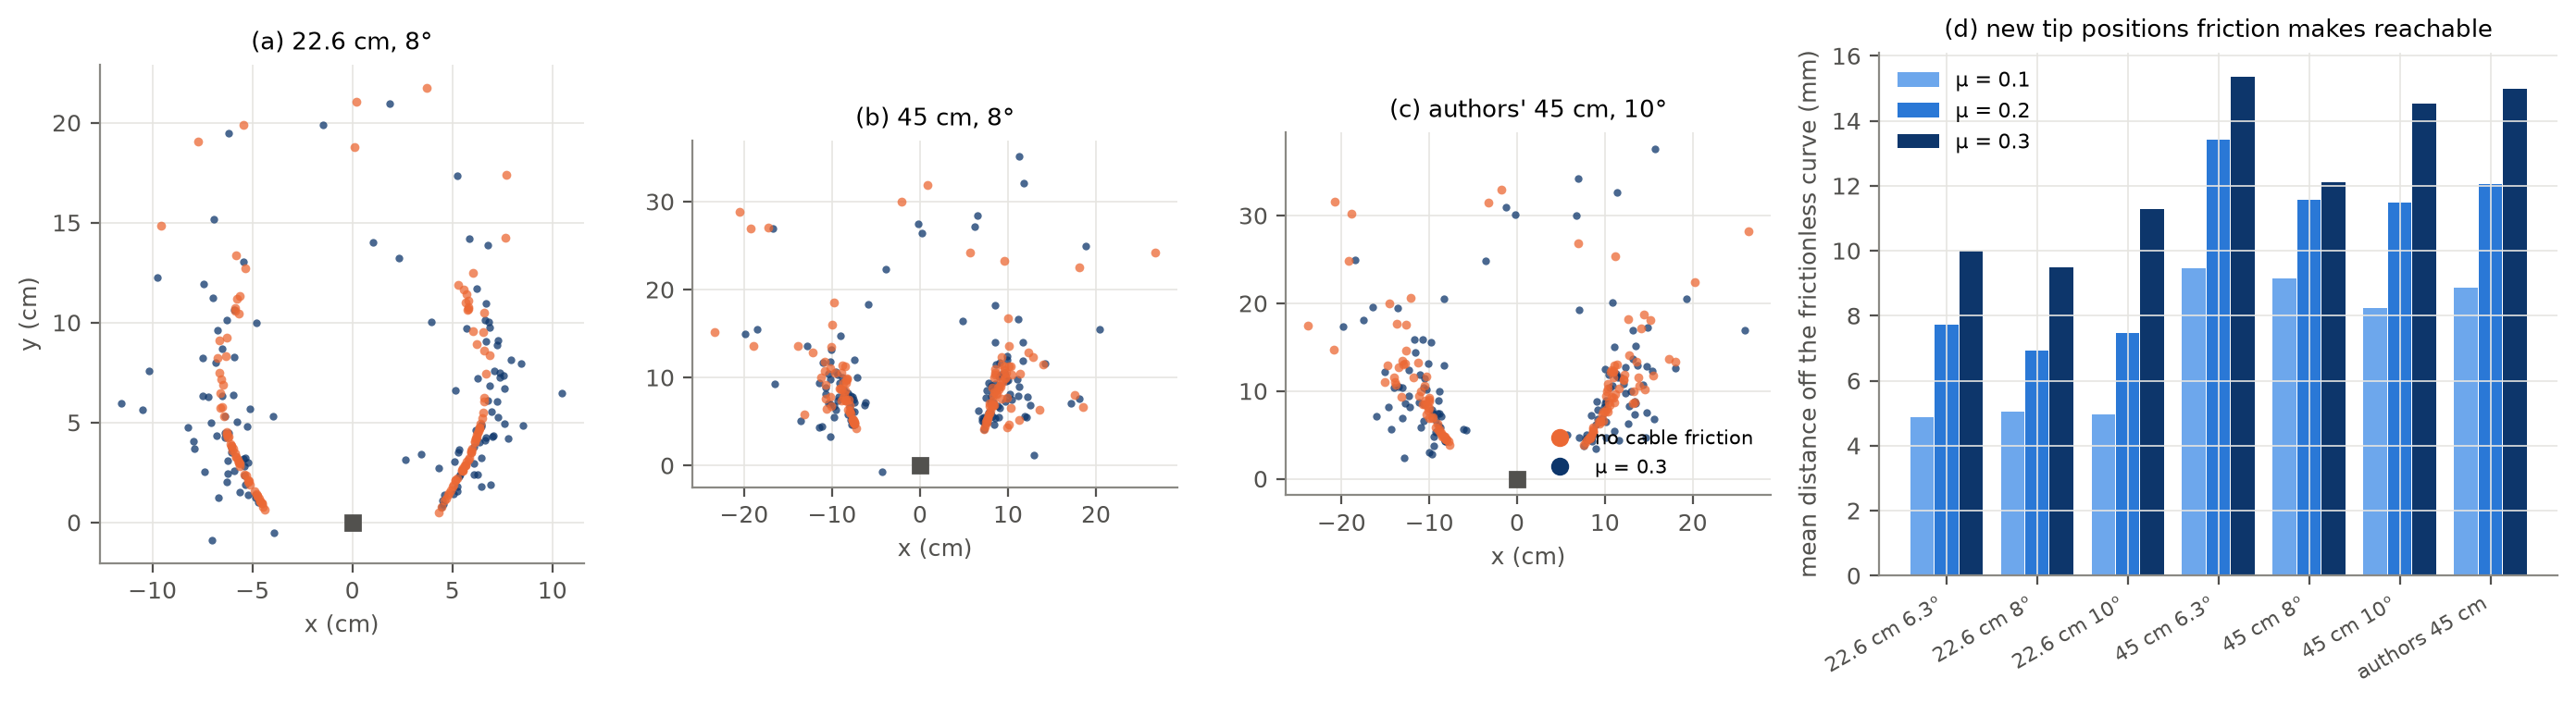 (a) 22.6 cm, 8°
20
15
10
5
0
y (cm)
−10
−5
0
5
10
x (cm)
(b) 45 cm, 8°
30
20
10
0
−20
−10
0
10
20
x (cm)
(c) authors' 45 cm, 10°
30
20
10
0
no cable friction
μ = 0.3
−20
−10
0
10
20
x (cm)
(d) new tip positions friction makes reachable
mean distance off the frictionless curve (mm)
16
14
12
10
8
6
4
2
0
μ = 0.1
μ = 0.2
μ = 0.3
22.6 cm 6.3°
22.6 cm 8°
22.6 cm 10°
45 cm 6.3°
45 cm 8°
45 cm 10°
authors 45 cm